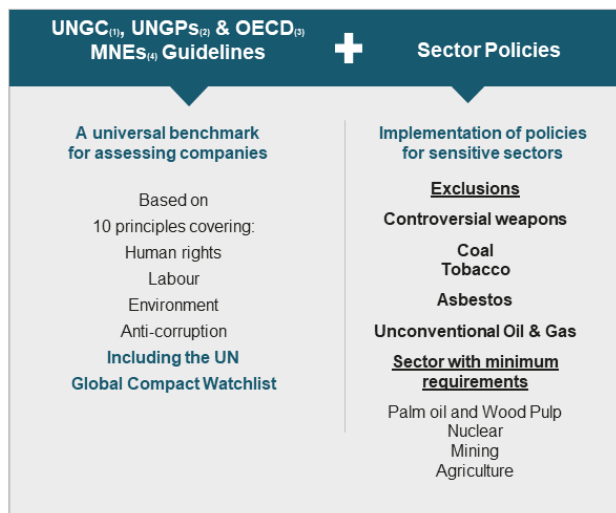 UNGC(1), UNGPs(2) & OECD(3)
MNEs(4) Guidelines
+
Sector Policies
A universal benchmark
for assessing companies
Based on
10 principles covering:
Human rights
Labour
Environment
Anti-corruption
Including the UN
Global Compact Watchlist
Implementation of policies
for sensitive sectors
Exclusions
Controversial weapons
Coal
Tobacco
Asbestos
Unconventional Oil & Gas
Sector with minimum
requirements
Palm oil and Wood Pulp
Nuclear
Mining
Agriculture